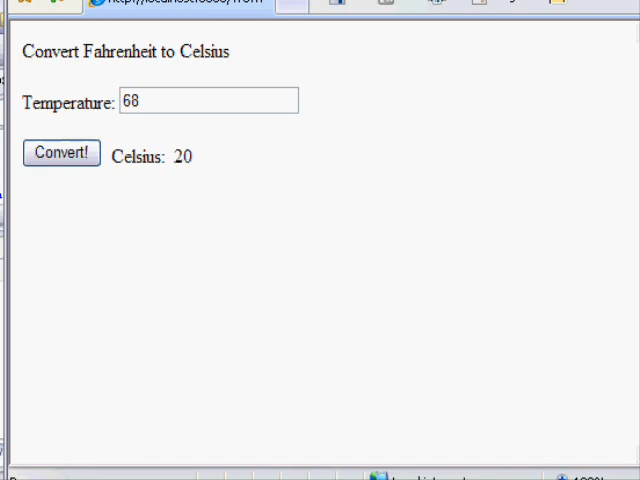 Convert Fahrenheit to Celsius
Temperature: 68
Convert! Celsius: 20